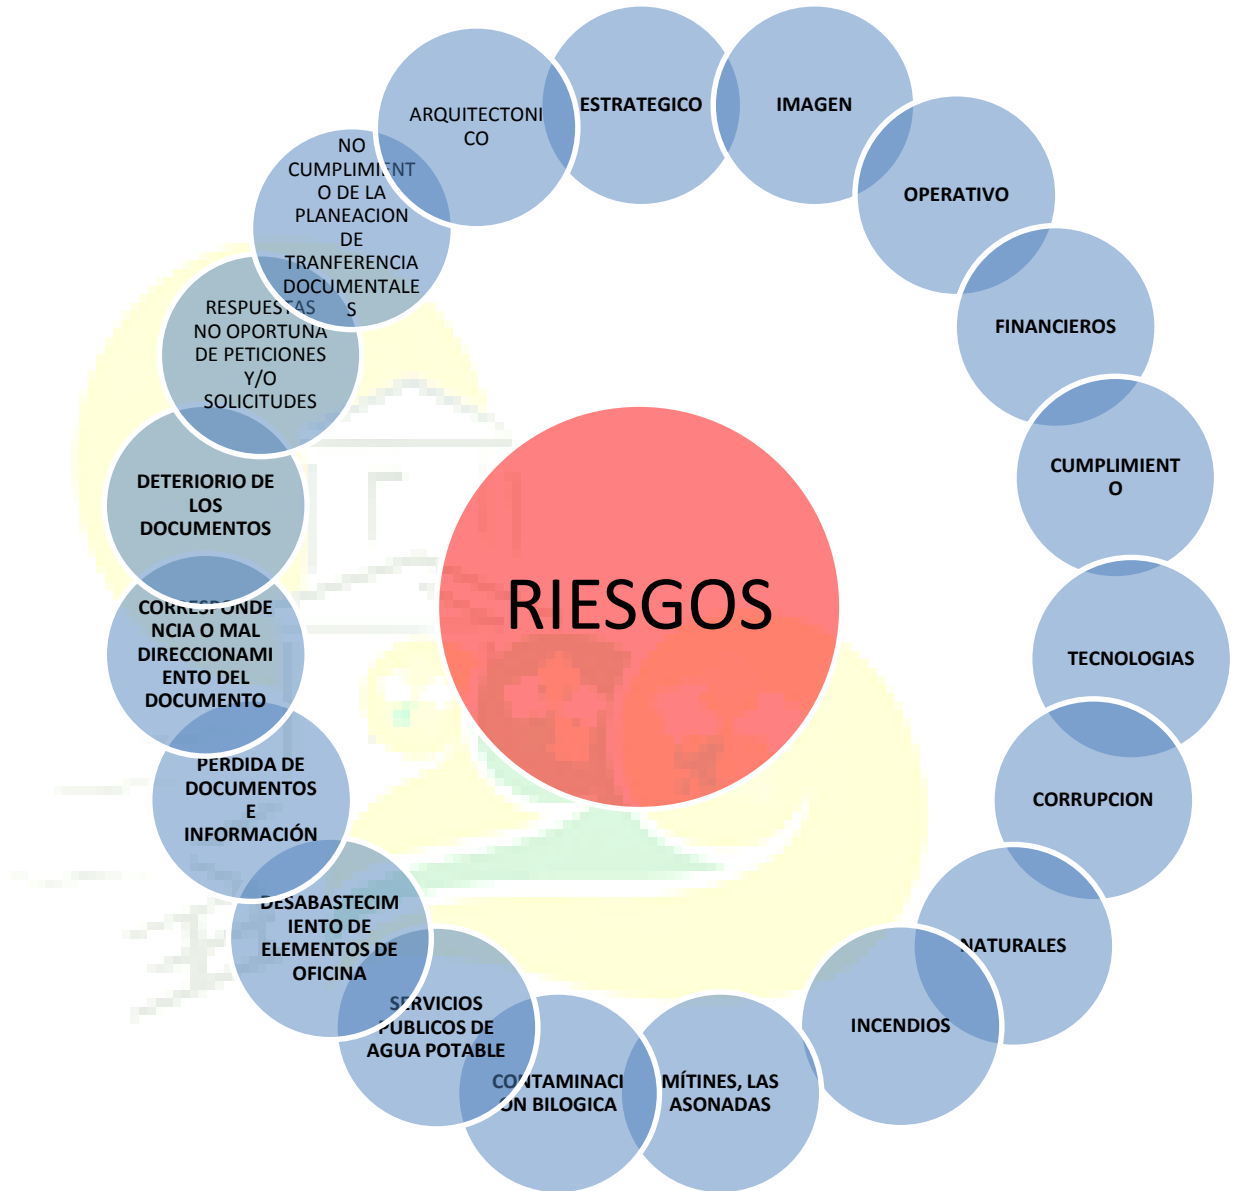 RIESGOS
ESTRATEGICO
IMAGEN
OPERATIVO
FINANCIEROS
CUMPLIMIENT
O
TECNOLOGIAS
CORRUPCION
NATURALES
INCENDIOS
MÍTINES, LAS
ASONADAS
CONTAMINACI
ÓN BILOGICA
SERVICIOS
PUBLICOS DE
AGUA POTABLE
DESABASTECIM
IENTO DE
ELEMENTOS DE
OFICINA
PERDIDA DE
DOCUMENTOS
E
INFORMACIÓN
CORRESPONDE
NCIA O MAL
DIRECCIONAMI
ENTO DEL
DOCUMENTO
DETERIORIO DE
LOS
DOCUMENTOS
RESPUESTAS
NO OPORTUNA
DE PETICIONES
Y/O
SOLICITUDES
NO
CUMPLIMIENT
O DE LA
PLANEACION
DE
TRANFERENCIA
DOCUMENTALE
S
ARQUITECTONI
CO